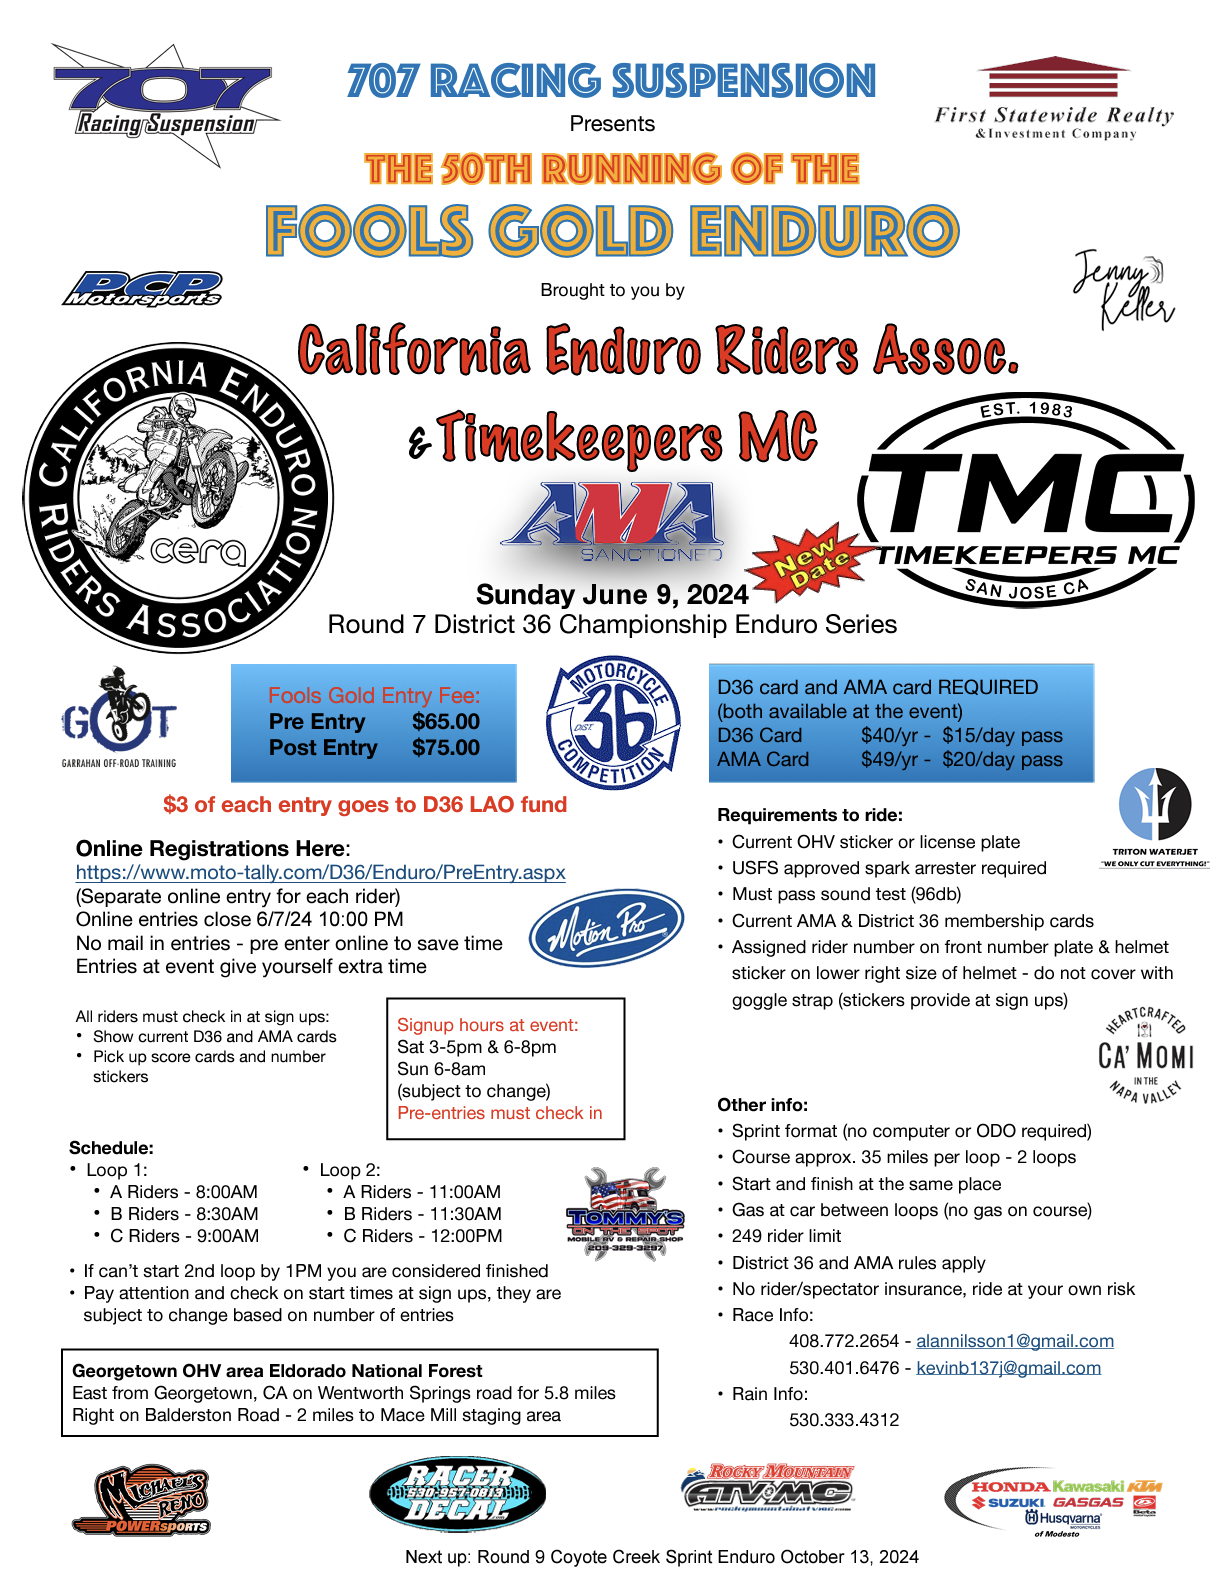 707 Racing Suspension
707 RACING SUSPENSION
Presents
First Statewide Realty
& Investment Company
THE 50TH RUNNING OF THE
FOOLS GOLD ENDURO
PCP
Motorsports
Brought to you by
Jenny Keller
California Enduro Riders Assoc.
& Timekeepers MC
CALIFORNIA ENDURO RIDERS ASSOCIATION
cera
EST. 1983
TMC
TIMEKEEPERS MC
SAN JOSE CA
AMA
SANCTIONED
New Date
Sunday June 9, 2024
Round 7 District 36 Championship Enduro Series
GOT
GARRAHAN OFF-ROAD TRAINING
Fools Gold Entry Fee:
Pre Entry $65.00
Post Entry $75.00
MOTORCYCLE
DIST. 36
COMPETITION
D36 card and AMA card REQUIRED
(both available at the event)
D36 Card $40/yr - $15/day pass
AMA Card $49/yr - $20/day pass
$3 of each entry goes to D36 LAO fund
Online Registrations Here:
https://www.moto-tally.com/D36/Enduro/PreEntry.aspx
(Separate online entry for each rider)
Online entries close 6/7/24 10:00 PM
No mail in entries - pre enter online to save time
Entries at event give yourself extra time
Motion Pro
Requirements to ride:
• Current OHV sticker or license plate
• USFS approved spark arrester required
• Must pass sound test (96db)
• Current AMA & District 36 membership cards
• Assigned rider number on front number plate & helmet
sticker on lower right size of helmet - do not cover with
goggle strap (stickers provide at sign ups)
TRITON WATERJET
"WE ONLY CUT EVERYTHING!"
All riders must check in at sign ups:
• Show current D36 and AMA cards
• Pick up score cards and number
stickers
Signup hours at event:
Sat 3-5pm & 6-8pm
Sun 6-8am
(subject to change)
Pre-entries must check in
HEARTCRAFTED
CA' MOMI
IN THE
NAPA VALLEY
Schedule:
• Loop 1:
• A Riders - 8:00AM
• B Riders - 8:30AM
• C Riders - 9:00AM
• Loop 2:
• A Riders - 11:00AM
• B Riders - 11:30AM
• C Riders - 12:00PM
TOMMY'S
ON THE SPOT
MOBILE RV & REPAIR SHOP
209-329-3297
• If can't start 2nd loop by 1PM you are considered finished
• Pay attention and check on start times at sign ups, they are
subject to change based on number of entries
Other info:
• Sprint format (no computer or ODO required)
• Course approx. 35 miles per loop - 2 loops
• Start and finish at the same place
• Gas at car between loops (no gas on course)
• 249 rider limit
• District 36 and AMA rules apply
• No rider/spectator insurance, ride at your own risk
• Race Info:
408.772.2654 - alannilsson1@gmail.com
530.401.6476 - kevinb137j@gmail.com
• Rain Info:
530.333.4312
Georgetown OHV area Eldorado National Forest
East from Georgetown, CA on Wentworth Springs road for 5.8 miles
Right on Balderston Road - 2 miles to Mace Mill staging area
MICHAEL'S
RENO
POWERSPORTS
RACER
530-957-0813
DECAL
.com
ROCKY MOUNTAIN
ATV/MC
www.rockymountainatvmc.com
HONDA Kawasaki KTM
SUZUKI GASGAS Beta
Husqvarna
MOTORCYCLES
of Modesto
Next up: Round 9 Coyote Creek Sprint Enduro October 13, 2024